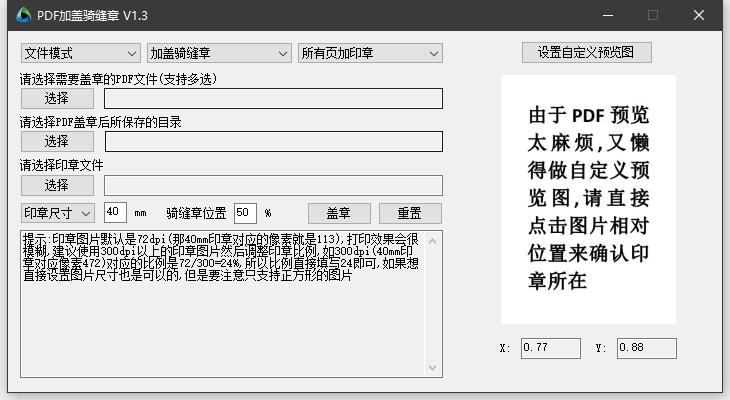 PDF加盖骑缝章 V1.3
文件模式
加盖骑缝章
所有页加印章
设置自定义预览图
请选择需要盖章的PDF文件(支持多选)
选择
请选择PDF盖章后所保存的目录
选择
请选择印章文件
选择
印章尺寸
40
mm
骑缝章位置
50
%
盖章
重置
提示:印章图片默认是72dpi(那40mm印章对应的像素就是113),打印效果会很
模糊,建议使用300dpi以上的印章图片然后调整印章比例,如300dpi(40mm印
章对应像素472)对应的比例是72/300=24%,所以比例直接填写24即可,如果想
直接设置图片尺寸也是可以的,但是要注意只支持正方形的图片
由于 PDF 预览
太麻烦,又懒
得做自定义预
览图,请直接
点击图片相对
位置来确认印
章所在
X:
0.77
Y:
0.88